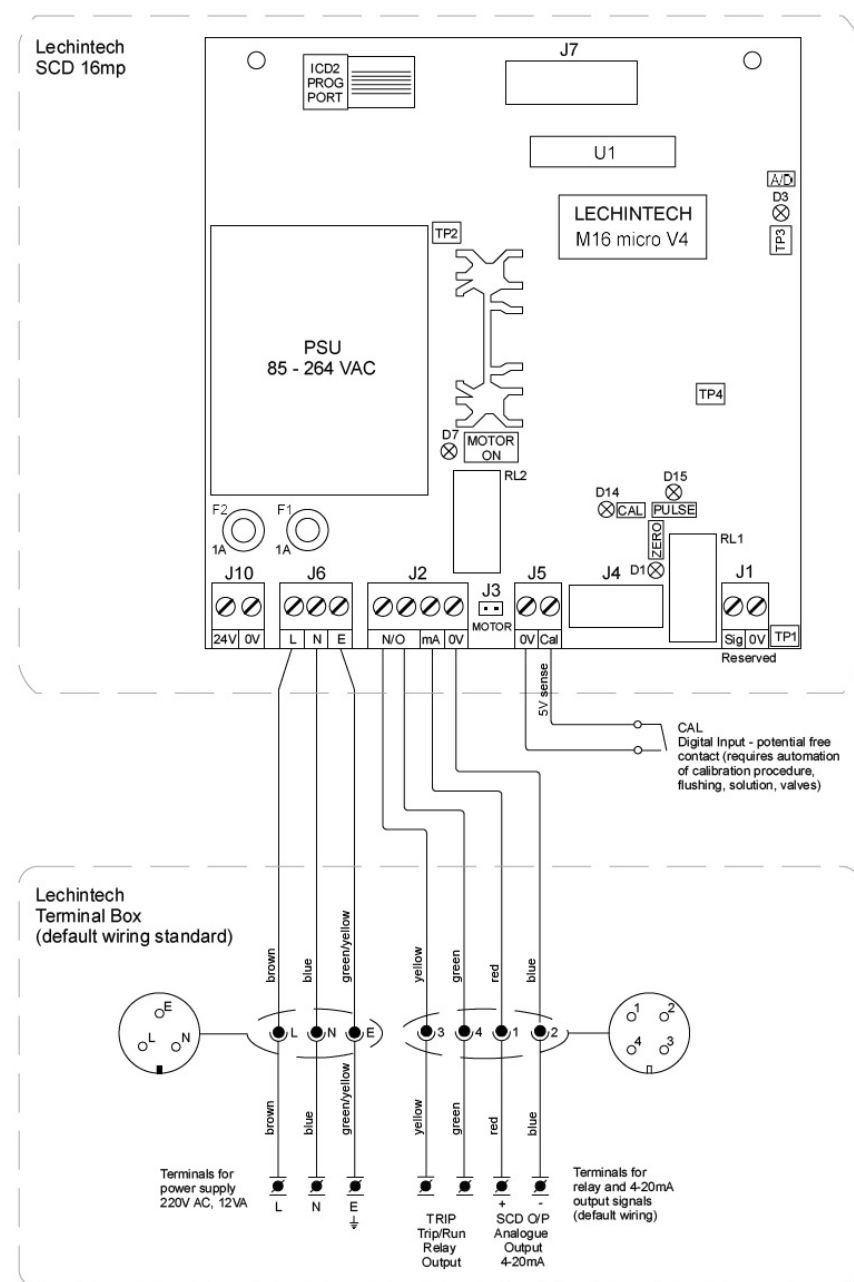 Lechintech
SCD 16mp
ICD2
PROG
PORT
J7
U1
A/D
D3
TP3
LECHINTECH
M16 micro V4
TP2
PSU
85 - 264 VAC
TP4
D7
MOTOR
ON
RL2
D15
D14
CAL
PULSE
ZERO
D1
RL1
F2
1A
F1
1A
J10
J6
J2
J3
MOTOR
J5
J4
J1
24V 0V
L N E
N/O mA 0V
0V Cal
Sig 0V
TP1
Reserved
5V sense
CAL
Digital Input - potential free
contact (requires automation
of calibration procedure,
flushing, solution, valves)
Lechintech
Terminal Box
(default wiring standard)
brown
blue
green/yellow
yellow
green
red
blue
E
L N
L N E
3 4 1 2
1 2
4 3
brown
blue
green/yellow
yellow
green
red
blue
Terminals for
power supply
220V AC, 12VA
L N E
TRIP
Trip/Run
Relay
Output
+ -
SCD O/P
Analogue
Output
4-20mA
Terminals for
relay and 4-20mA
output signals
(default wiring)